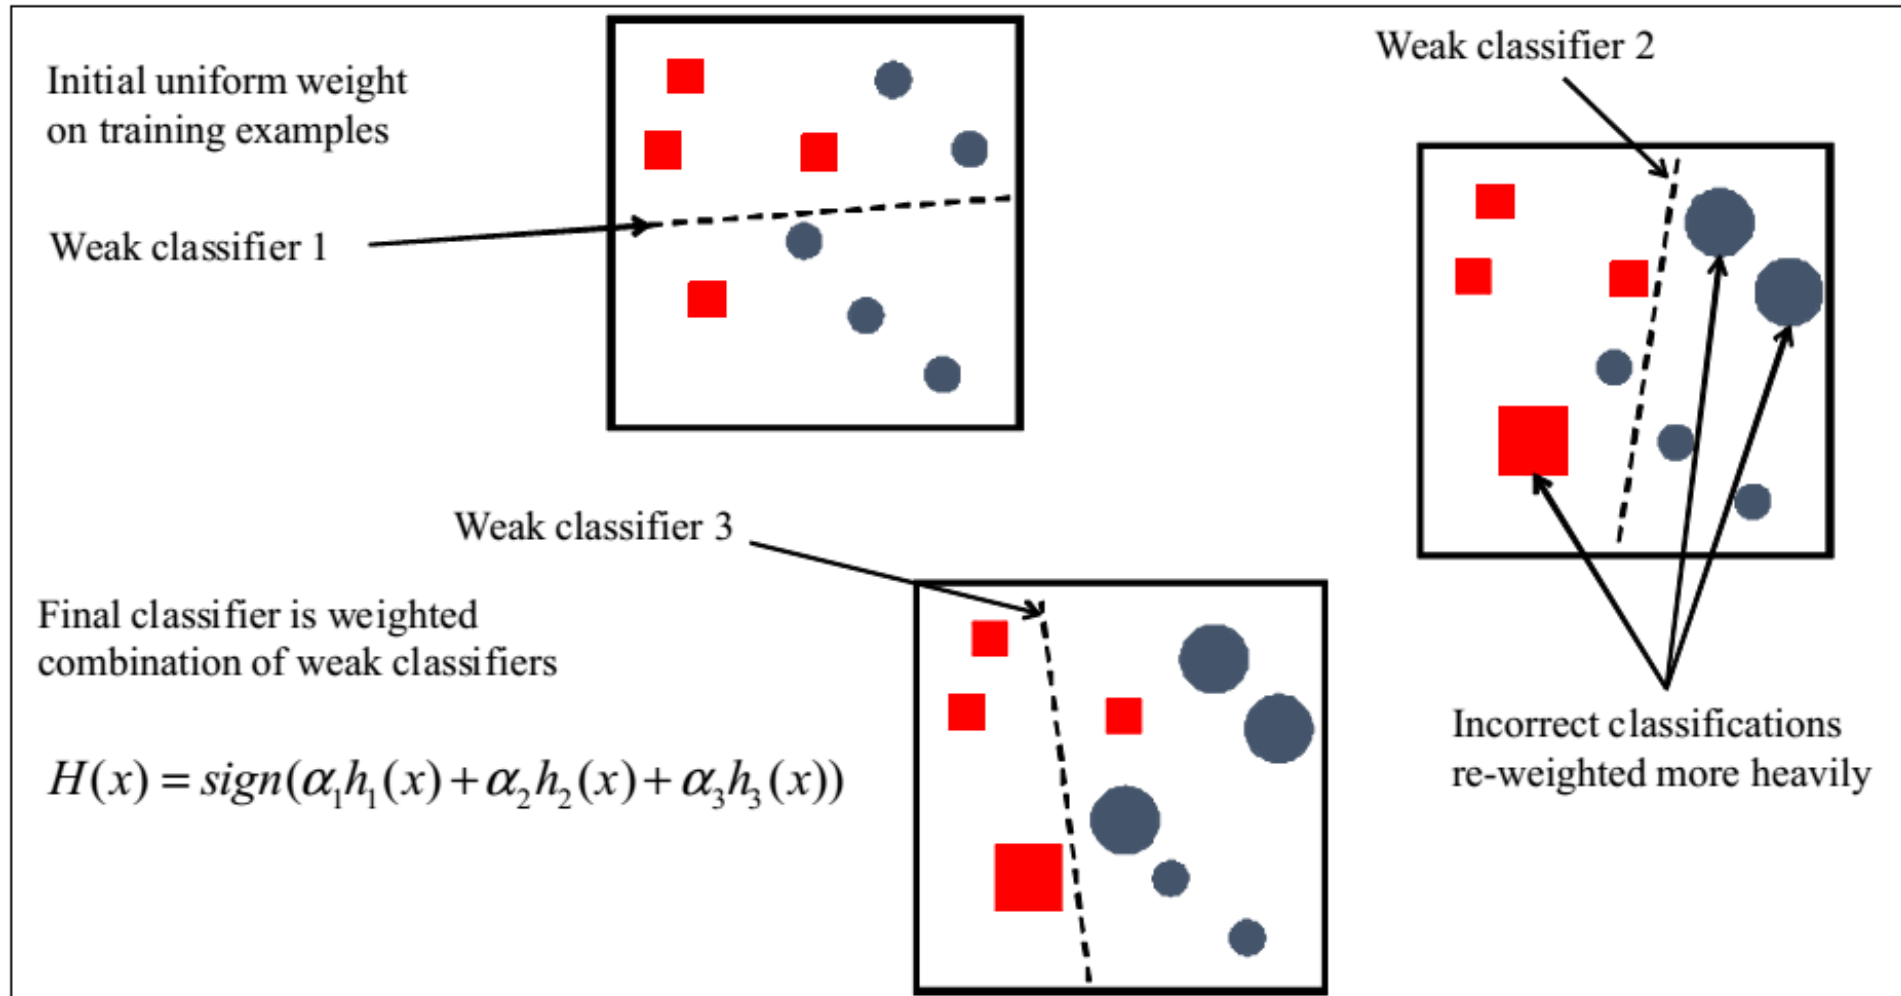 Initial uniform weight
on training examples
Weak classifier 1
Weak classifier 2
Incorrect classifications
re-weighted more heavily
Weak classifier 3
Final classifier is weighted
combination of weak classifiers
H(x) = sign(α₁h₁(x) + α₂h₂(x) + α₃h₃(x))